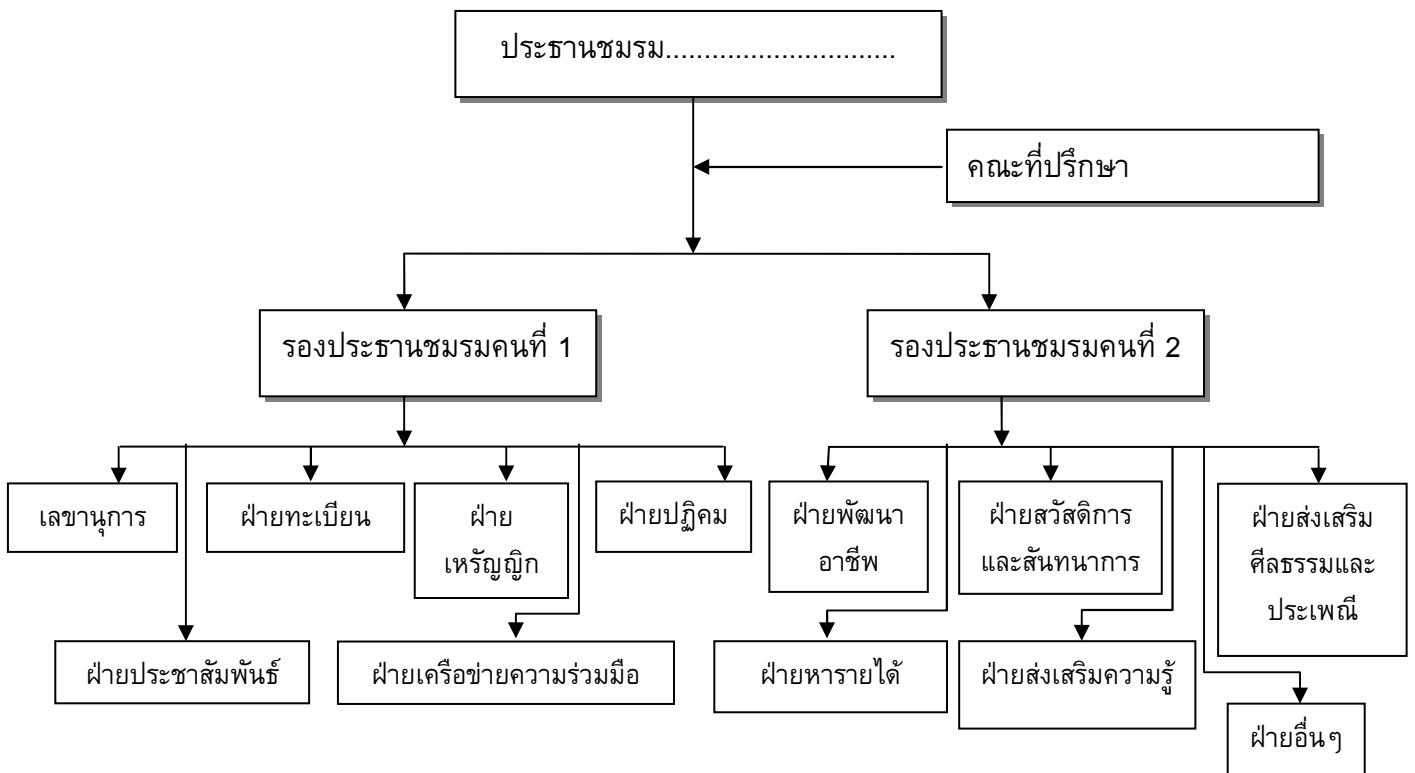 ประธานชมรม..............................
คณะที่ปรึกษา
รองประธานชมรมคนที่ 1
รองประธานชมรมคนที่ 2
เลขานุการ
ฝ่ายทะเบียน
ฝ่าย
เหรัญญิก
ฝ่ายปฏิคม
ฝ่ายพัฒนา
อาชีพ
ฝ่ายสวัสดิการ
และสันทนาการ
ฝ่ายส่งเสริม
ศีลธรรมและ
ประเพณี
ฝ่ายประชาสัมพันธ์
ฝ่ายเครือข่ายความร่วมมือ
ฝ่ายหารายได้
ฝ่ายส่งเสริมความรู้
ฝ่ายอื่นๆ